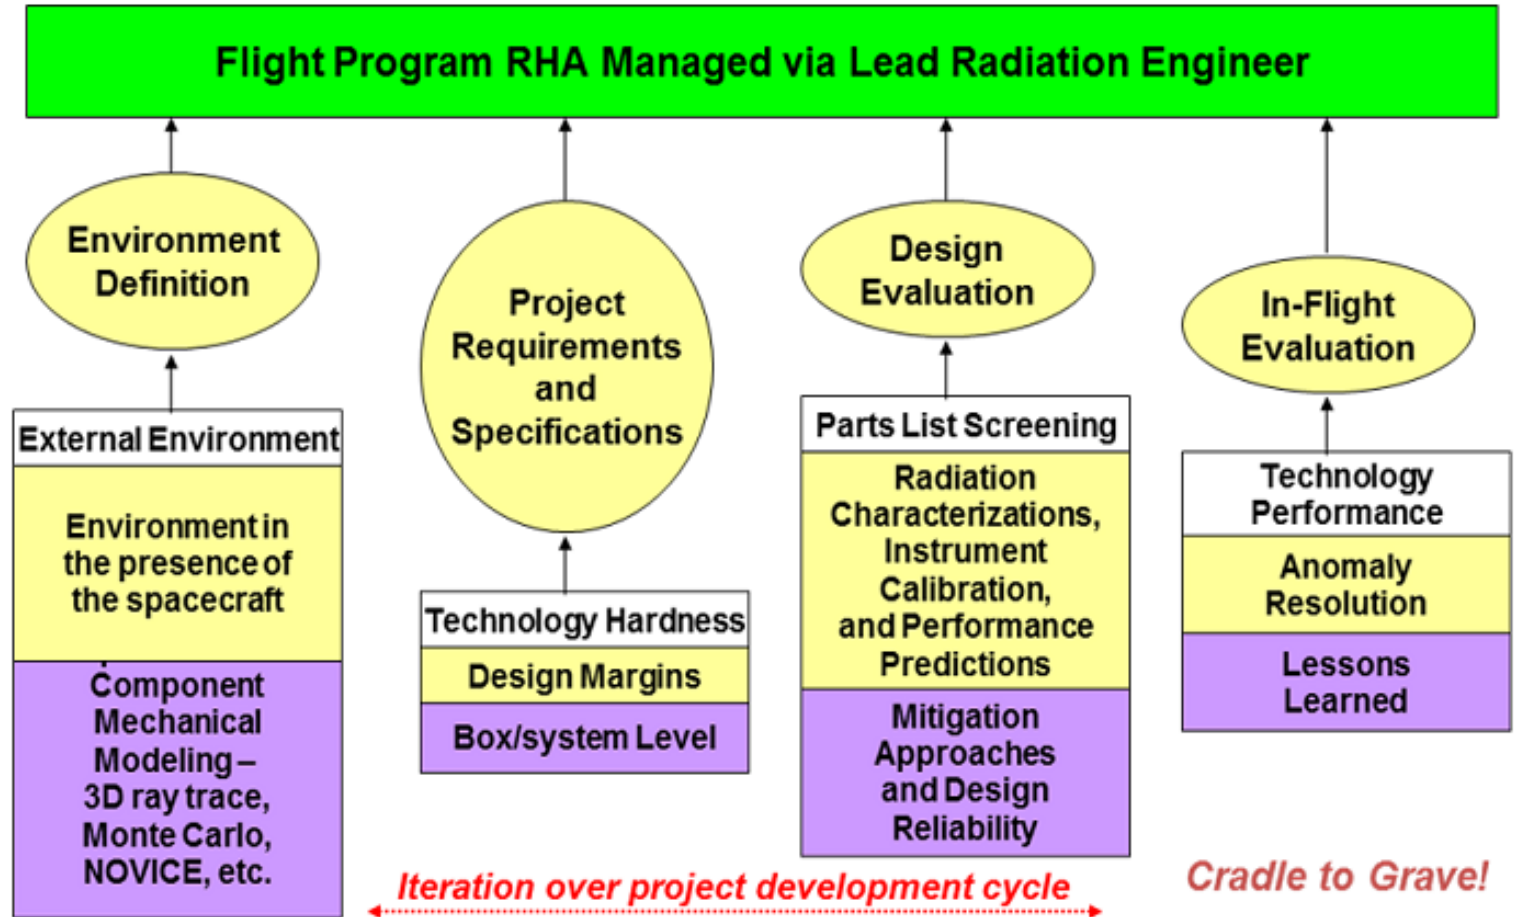 Flight Program RHA Managed via Lead Radiation Engineer
Environment
Definition
External Environment
Environment in
the presence of
the spacecraft
Component
Mechanical
Modeling –
3D ray trace,
Monte Carlo,
NOVICE, etc.
Project
Requirements
and
Specifications
Technology Hardness
Design Margins
Box/system Level
Design
Evaluation
Parts List Screening
Radiation
Characterizations,
Instrument
Calibration,
and Performance
Predictions
Mitigation
Approaches
and Design
Reliability
In-Flight
Evaluation
Technology
Performance
Anomaly
Resolution
Lessons
Learned
Iteration over project development cycle
Cradle to Grave!